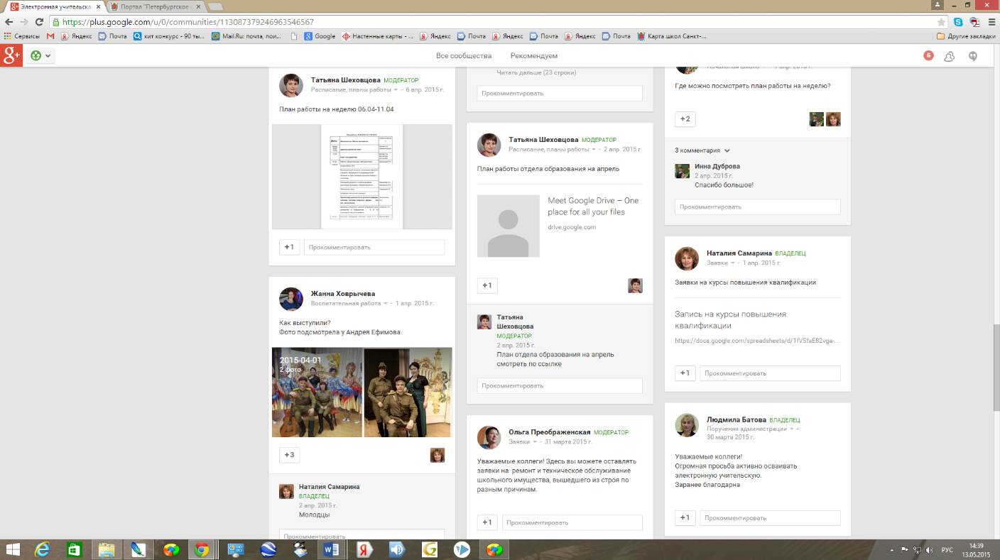 Электронная учительска
Портал "Петербургское
https://plus.google.com/u/0/communities/113087379246963546567
Сервисы
Яндекс
Почта
кит конкурс - 90 ты...
Mail.Ru: почта, пои...
Google
Настенные карты - ...
Яндекс
Почта
Яндекс
Почта
Яндекс
Почта
Карта школ Санкт-...
Другие закладки
Все сообщества
Рекомендуем
6
Татьяна Шеховцова МОДЕРАТОР
Расписание, планы работы - 6 апр. 2015 г.
План работы на неделю 06.04-11.04
+1
Прокомментировать
Жанна Ховрычева
Воспитательная работа - 1 апр. 2015 г.
Как выступили?
Фото подсмотрела у Андрея Ефимова.
2015-04-01
2 фото
+3
Наталия Самарина
ВЛАДЕЛЕЦ
2 апр. 2015 г.
Молодцы
Прокомментировать
Читать дальше (23 строки)
Прокомментировать
Татьяна Шеховцова МОДЕРАТОР
Расписание, планы работы - 2 апр. 2015 г.
План работы отдела образования на апрель
Meet Google Drive – One
place for all your files
drive.google.com
+1
Татьяна
Шеховцова
МОДЕРАТОР
2 апр. 2015 г.
План отдела образования на апрель
смотреть по ссылке
Прокомментировать
Ольга Преображенская МОДЕРАТОР
Заявки - 31 марта 2015 г.
Уважаемые коллеги! Здесь вы можете оставлять
заявки на ремонт и техническое обслуживание
школьного имущества, вышедшего из строя по
разным причинам.
+1
Прокомментировать
Начальная школа - 1 апр. 2015 г.
Где можно посмотреть план работы на неделю?
+2
3 комментария
Инна Дуброва
2 апр. 2015 г.
Спасибо большое!
Прокомментировать
Наталия Самарина ВЛАДЕЛЕЦ
Заявки - 1 апр. 2015 г.
Заявки на курсы повышения квалификации
Запись на курсы повышения
квалификации
https://docs.google.com/spreadsheets/d/1fVSfaE82vga-...
+1
Прокомментировать
Людмила Батова ВЛАДЕЛЕЦ
Поручения администрации -
30 марта 2015 г.
Уважаемые коллеги!
Огромная просьба активно осваивать
электронную учительскую.
Заранее благодарна
+1
Прокомментировать
РУС
14:39
13.05.2015